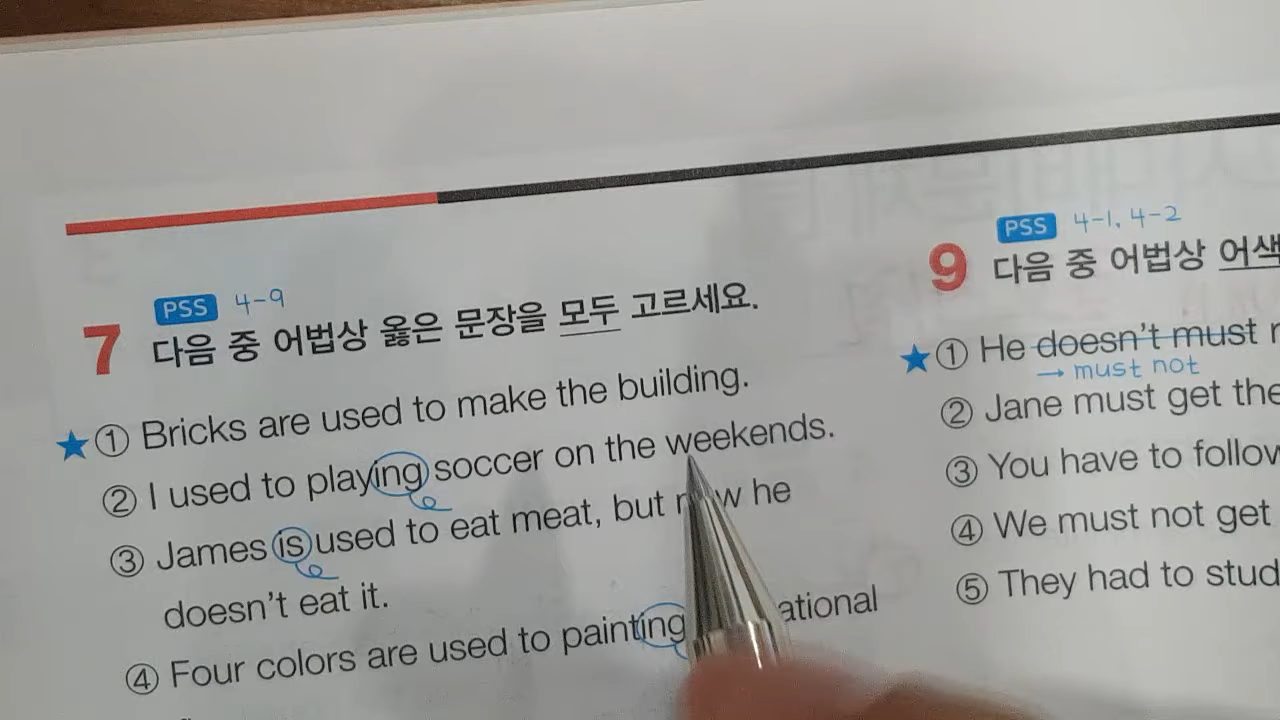 PSS 4-9
7 다음 중 어법상 옳은 문장을 모두 고르세요.
★ ① Bricks are used to make the building.
② I used to playing soccer on the weekends.
③ James is used to eat meat, but he
doesn't eat it.
④ Four colors are used to painting
PSS 4-1, 4-2
9 다음 중 어법상
★ ① He doesn't must
→ must not
② Jane must get the
③ You have to follow
④ We must not get
⑤ They had to